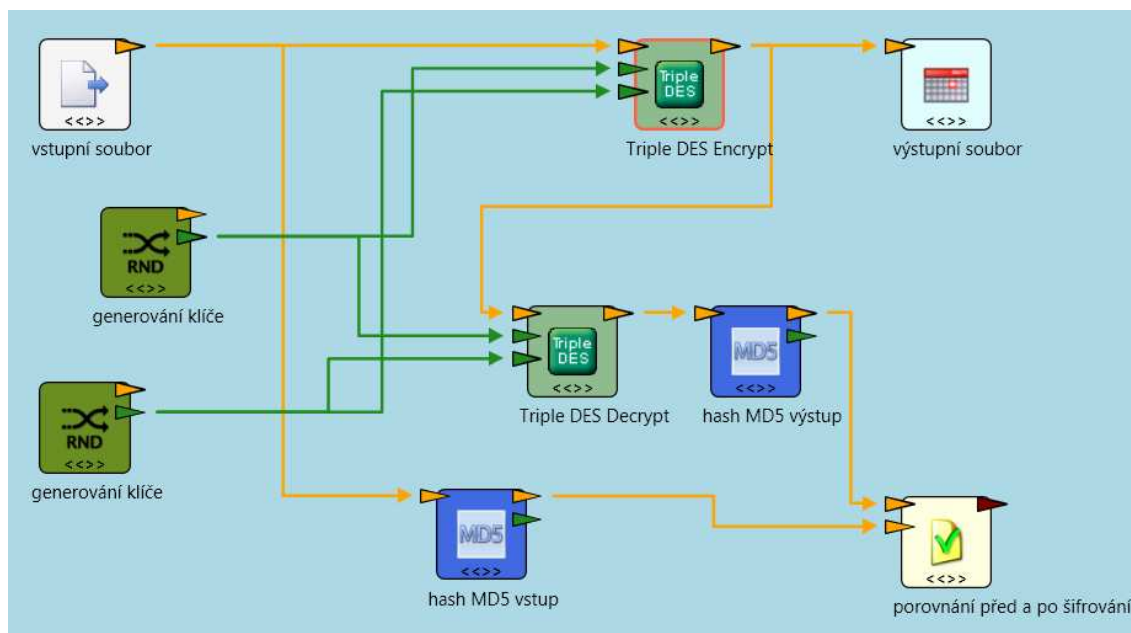 <<>>
vstupní soubor
Triple
DES
<<>>
Triple DES Encrypt
<<>>
výstupní soubor
RND
<<>>
generování klíče
Triple
DES
<<>>
Triple DES Decrypt
MD5
<<>>
hash MD5 výstup
RND
<<>>
generování klíče
MD5
<<>>
hash MD5 vstup
<<>>
porovnání před a po šifrování